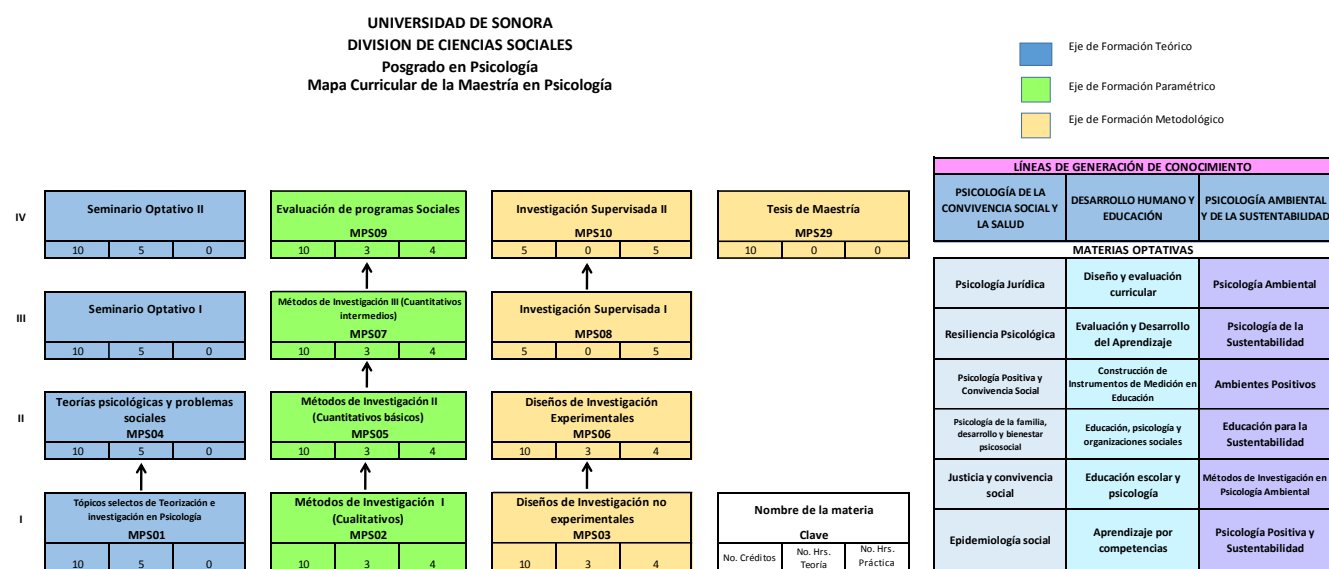 UNIVERSIDAD DE SONORA
DIVISION DE CIENCIAS SOCIALES
Posgrado en Psicología
Mapa Curricular de la Maestría en Psicología
Eje de Formación Teórico
Eje de Formación Paramétrico
Eje de Formación Metodológico
IV
Seminario Optativo II
10 5 0
Evaluación de programas Sociales
MPS09
10 3 4
Investigación Supervisada II
MPS10
5 0 5
Tesis de Maestría
MPS29
10 0 0
III
Seminario Optativo I
10 5 0
Métodos de Investigación III (Cuantitativos
intermedios)
MPS07
10 3 4
Investigación Supervisada I
MPS08
5 0 5
II
Teorías psicológicas y problemas
sociales
MPS04
10 5 0
Métodos de Investigación II
(Cuantitativos básicos)
MPS05
10 3 4
Diseños de Investigación
Experimentales
MPS06
10 3 4
I
Tópicos selectos de Teorización e
investigación en Psicología
MPS01
10 5 0
Métodos de Investigación I
(Cualitativos)
MPS02
10 3 4
Diseños de Investigación no
experimentales
MPS03
10 3 4
Nombre de la materia
Clave
No. Créditos
No. Hrs.
Teoría
No. Hrs.
Práctica
LÍNEAS DE GENERACIÓN DE CONOCIMIENTO
PSICOLOGÍA DE LA
CONVIVENCIA SOCIAL Y
LA SALUD
DESARROLLO HUMANO Y
EDUCACIÓN
PSICOLOGÍA AMBIENTAL
Y DE LA SUSTENTABILIDAD
MATERIAS OPTATIVAS
Psicología Jurídica
Diseño y evaluación
curricular
Psicología Ambiental
Resiliencia Psicológica
Evaluación y Desarrollo
del Aprendizaje
Psicología de la
Sustentabilidad
Psicología Positiva y
Convivencia Social
Construcción de
Instrumentos de Medición en
Educación
Ambientes Positivos
Psicología de la familia,
desarrollo y bienestar
psicosocial
Educación, psicología y
organizaciones sociales
Educación para la
Sustentabilidad
Justicia y convivencia
social
Educación escolar y
psicología
Métodos de Investigación en
Psicología Ambiental
Epidemiología social
Aprendizaje por
competencias
Psicología Positiva y
Sustentabilidad